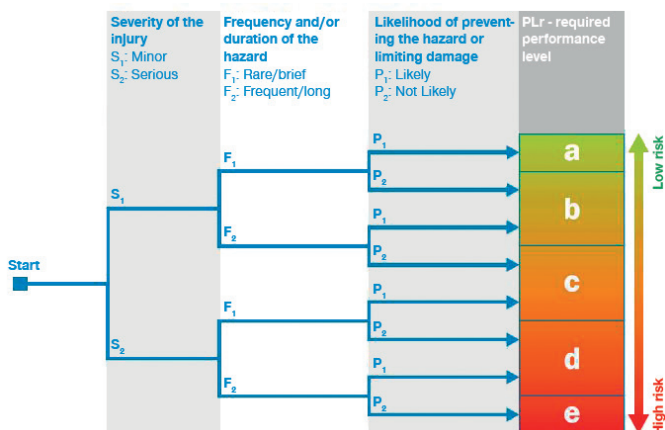 Severity of the
injury
S₁: Minor
S₂: Serious
Frequency and/or
duration of the
hazard
F₁: Rare/brief
F₂: Frequent/long
Likelihood of prevent-
ing the hazard or
limiting damage
P₁: Likely
P₂: Not Likely
PLr - required
performance
level
Start
S₁
S₂
F₁
F₂
F₁
F₂
P₁
P₂
P₁
P₂
P₁
P₂
P₁
P₂
a
b
c
d
e
Low risk
High risk